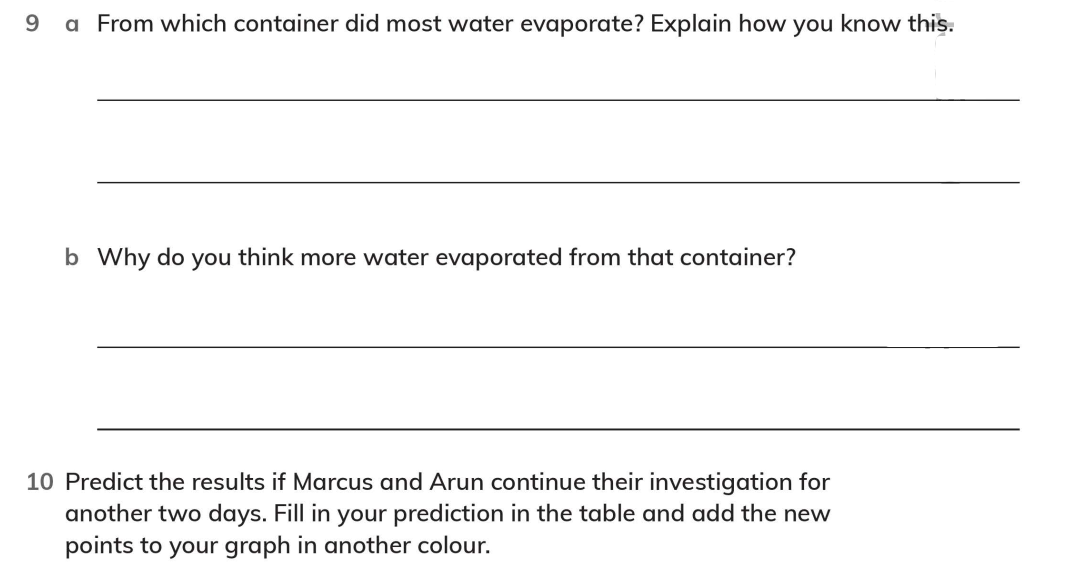 9 a From which container did most water evaporate? Explain how you know this.
b Why do you think more water evaporated from that container?
10 Predict the results if Marcus and Arun continue their investigation for
another two days. Fill in your prediction in the table and add the new
points to your graph in another colour.